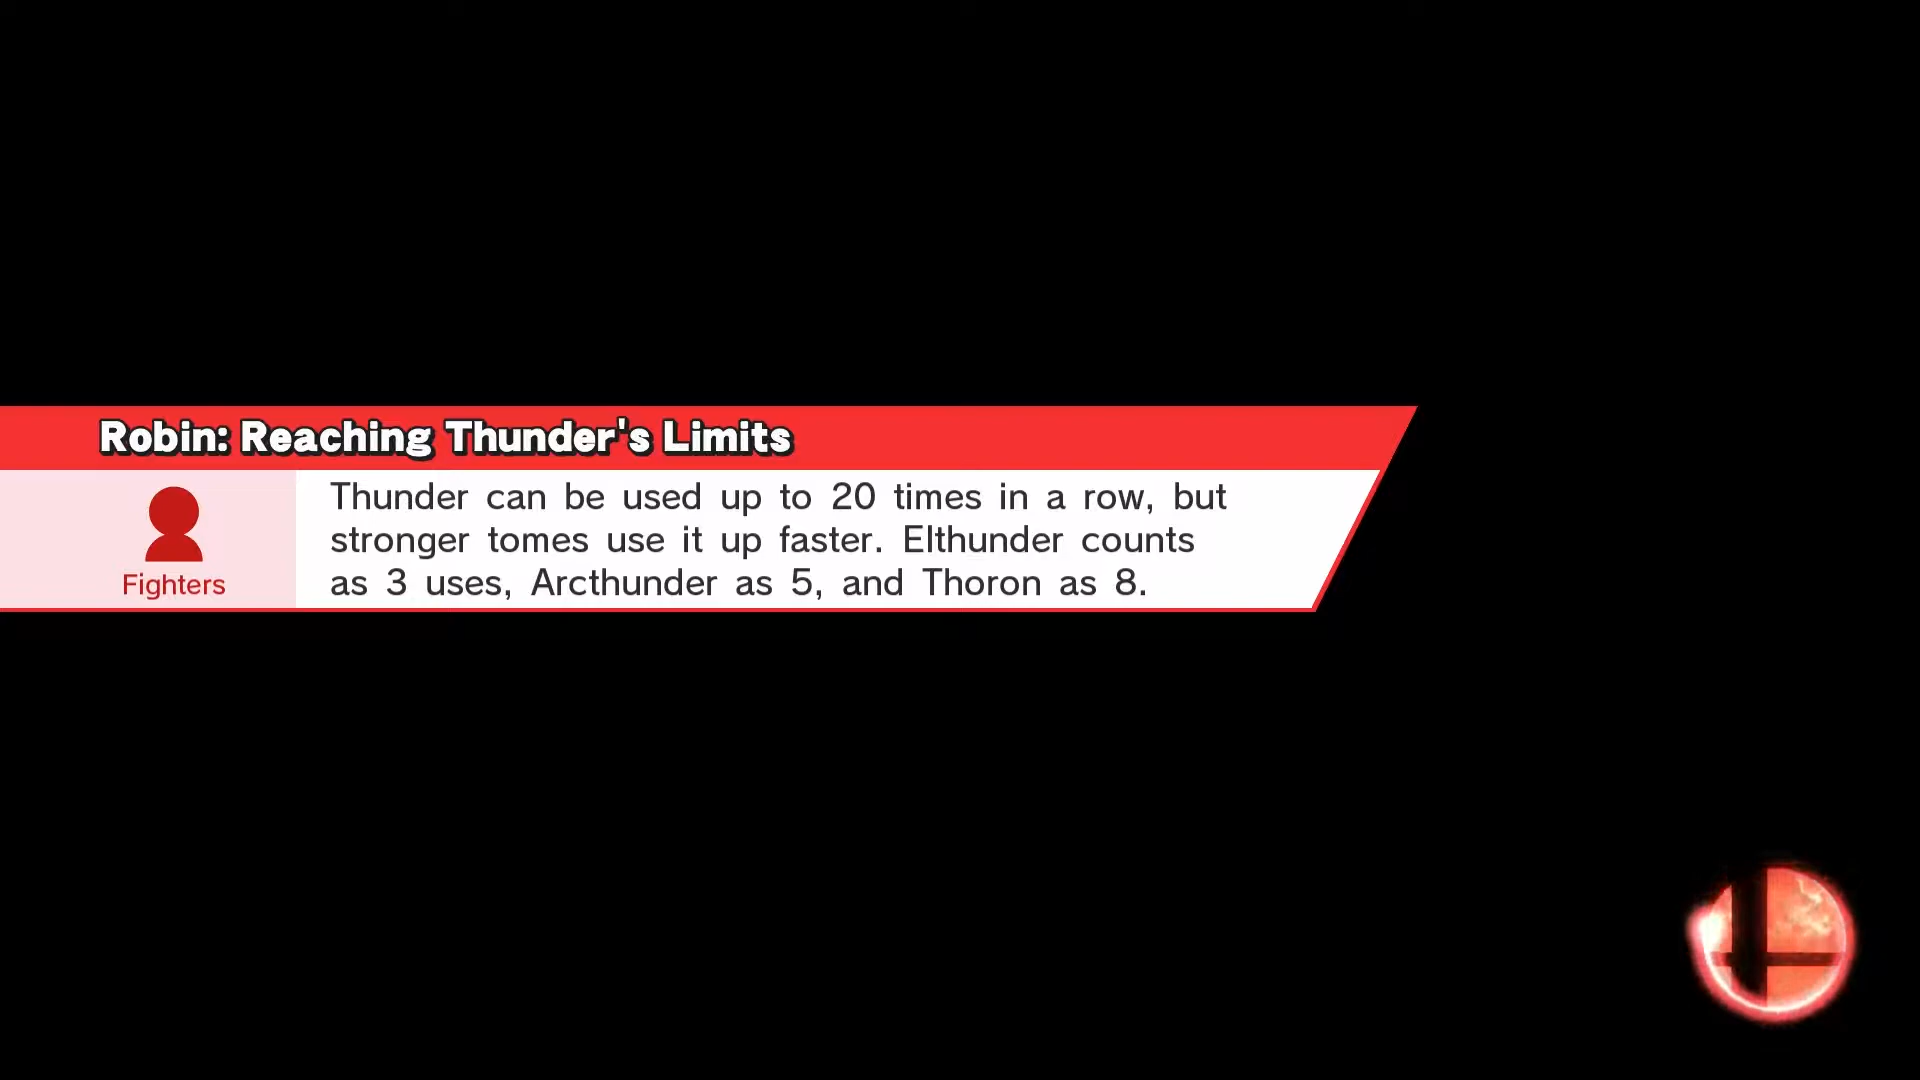 Robin: Reaching Thunder's Limits
Thunder can be used up to 20 times in a row, but
stronger tomes use it up faster. Elthunder counts
as 3 uses, Arcthunder as 5, and Thoron as 8.
Fighters